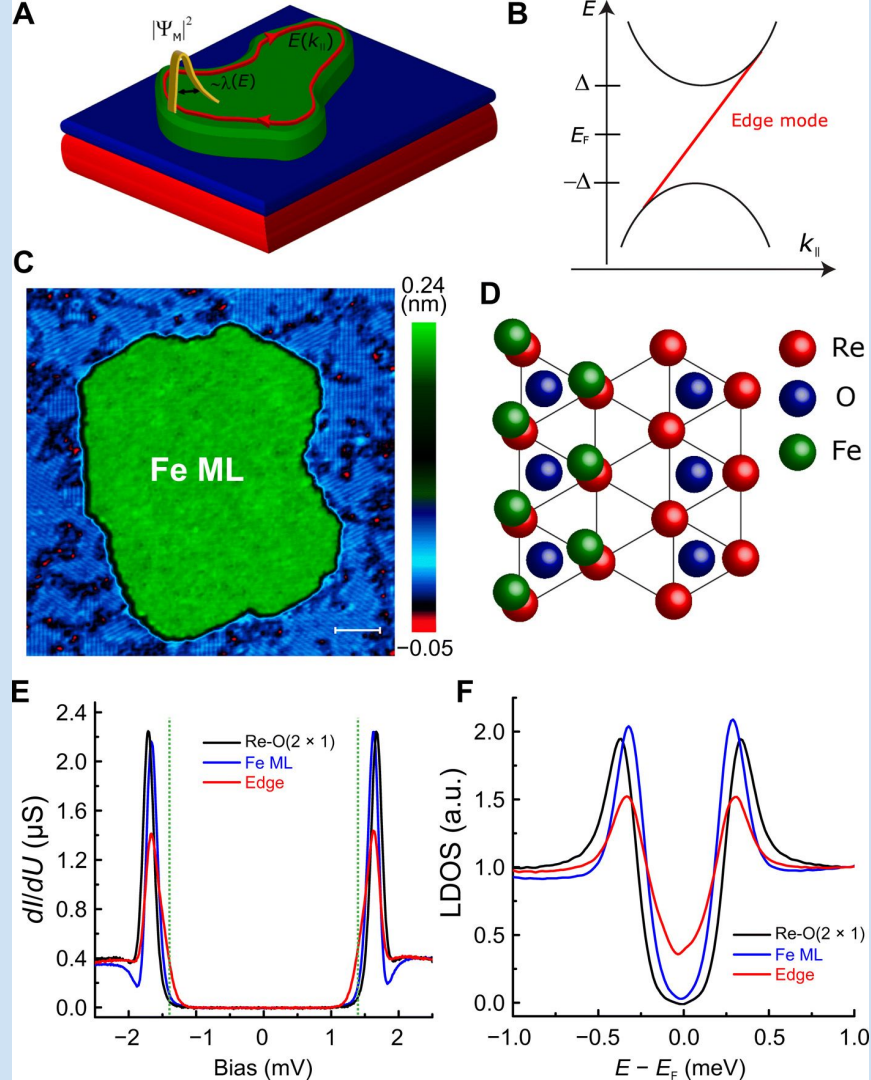 A
|Ψ_M|²
E(k_∥)
~λ(E)
B
E
Δ
E_F
−Δ
Edge mode
k_∥
C
0.24
(nm)
Fe ML
−0.05
D
Re
O
Fe
E
2.4
2.0
1.6
1.2
0.8
0.4
0.0
dI/dU (μS)
Re-O(2 × 1)
Fe ML
Edge
−2 −1 0 1 2
Bias (mV)
F
2.0
1.5
1.0
0.5
0.0
LDOS (a.u.)
Re-O(2 × 1)
Fe ML
Edge
−1.0 −0.5 0.0 0.5 1.0
E − E_F (meV)